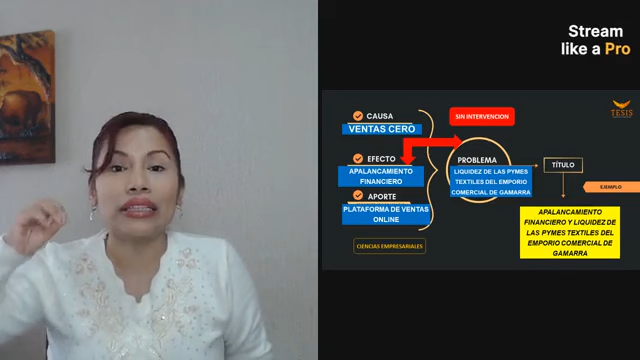 Stream
like a Pro
TESIS
CAUSA
VENTAS CERO
EFECTO
APALANCAMIENTO
FINANCIERO
APORTE
PLATAFORMA DE VENTAS
ONLINE
CIENCIAS EMPRESARIALES
SIN INTERVENCION
PROBLEMA
LIQUIDEZ DE LAS PYMES
TEXTILES DEL EMPORIO
COMERCIAL DE GAMARRA
TÍTULO
EJEMPLO
APALANCAMIENTO
FINANCIERO Y LIQUIDEZ DE
LAS PYMES TEXTILES DEL
EMPORIO COMERCIAL DE
GAMARRA